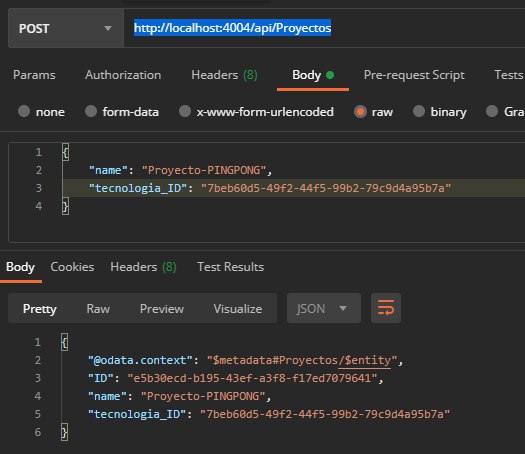 POST http://localhost:4004/api/Proyectos
Params Authorization Headers (8) Body Pre-request Script Tests
none form-data x-www-form-urlencoded raw binary Gra
1 {
2 "name": "Proyecto-PINGPONG",
3 "tecnologia_ID": "7beb60d5-49f2-44f5-99b2-79c9d4a95b7a"
4 }
Body Cookies Headers (8) Test Results
Pretty Raw Preview Visualize JSON
1 {
2 "@odata.context": "$metadata#Proyectos/$entity",
3 "ID": "e5b30ecd-b195-43ef-a3f8-f17ed7079641",
4 "name": "Proyecto-PINGPONG",
5 "tecnologia_ID": "7beb60d5-49f2-44f5-99b2-79c9d4a95b7a"
6 }